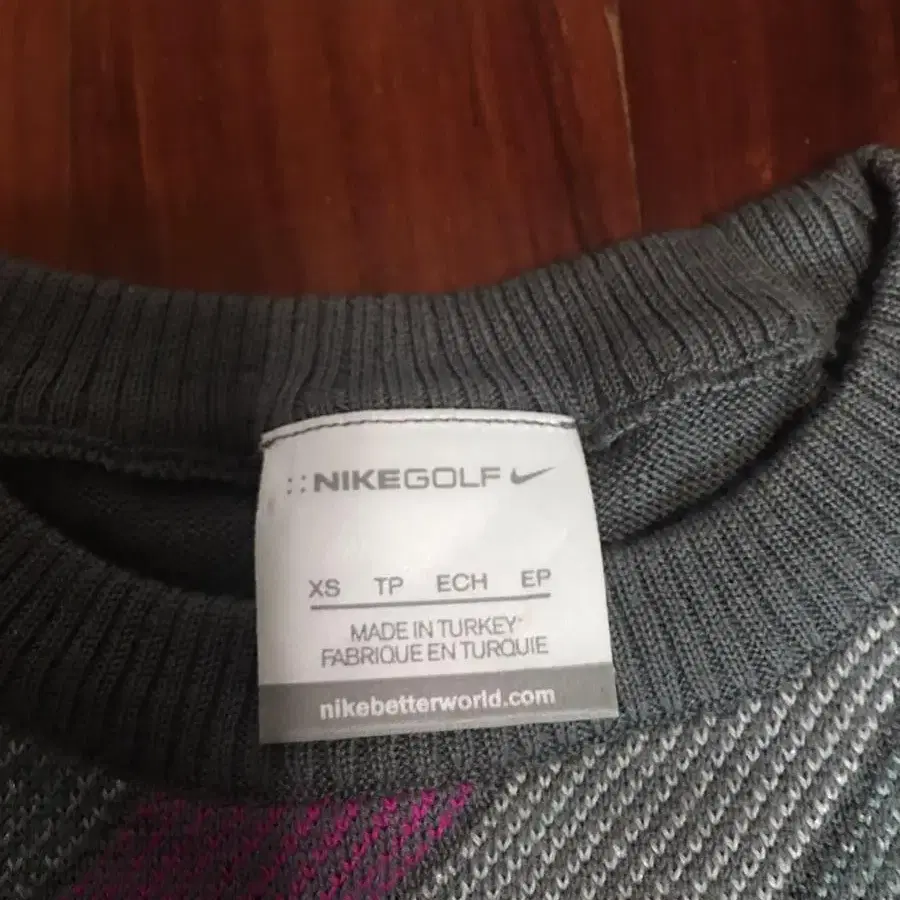 ::NIKEGOLF
XS TP ECH EP
MADE IN TURKEY
FABRIQUE EN TURQUIE
nikebetterworld.com